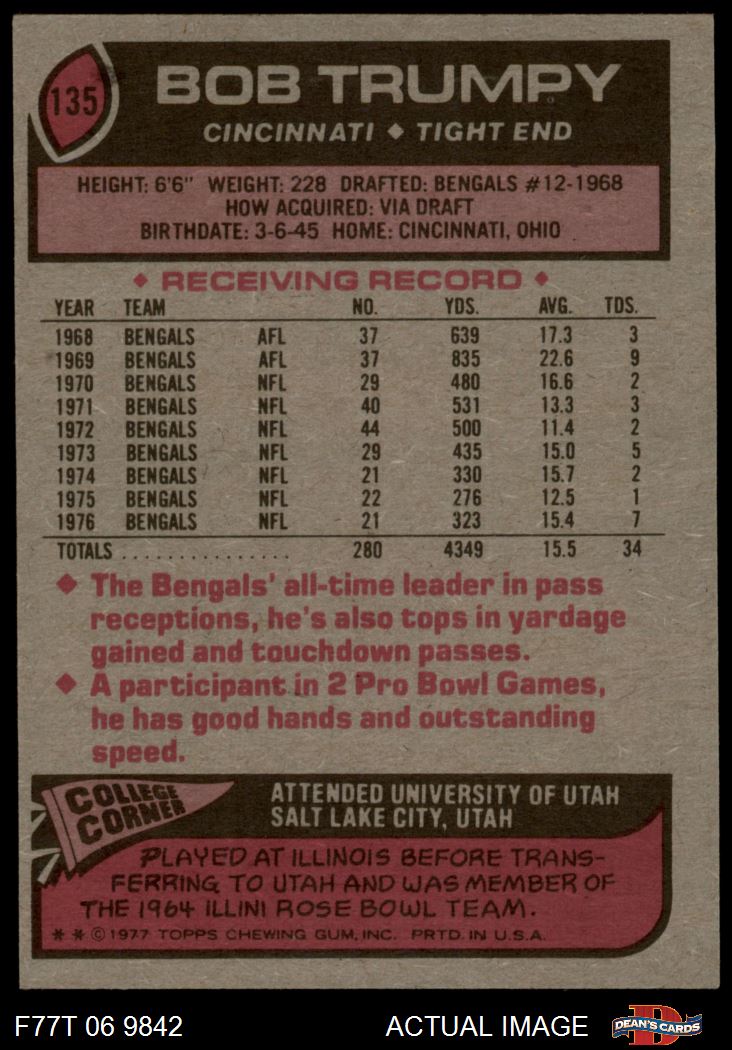 135
BOB TRUMPY
CINCINNATI ◆ TIGHT END
HEIGHT: 6'6" WEIGHT: 228 DRAFTED: BENGALS #12-1968
HOW ACQUIRED: VIA DRAFT
BIRTHDATE: 3-6-45 HOME: CINCINNATI, OHIO
◆ RECEIVING RECORD ◆
YEAR TEAM NO. YDS. AVG. TDS.
1968 BENGALS AFL 37 639 17.3 3
1969 BENGALS AFL 37 835 22.6 9
1970 BENGALS NFL 29 480 16.6 2
1971 BENGALS NFL 40 531 13.3 3
1972 BENGALS NFL 44 500 11.4 2
1973 BENGALS NFL 29 435 15.0 5
1974 BENGALS NFL 21 330 15.7 2
1975 BENGALS NFL 22 276 12.5 1
1976 BENGALS NFL 21 323 15.4 7
TOTALS . . . . . . . . . . . . . . . 280 4349 15.5 34
◆ The Bengals' all-time leader in pass
receptions, he's also tops in yardage
gained and touchdown passes.
◆ A participant in 2 Pro Bowl Games,
he has good hands and outstanding
speed.
COLLEGE
CORNER
ATTENDED UNIVERSITY OF UTAH
SALT LAKE CITY, UTAH
PLAYED AT ILLINOIS BEFORE TRANS-
FERRING TO UTAH AND WAS MEMBER OF
THE 1964 ILLINI ROSE BOWL TEAM.
* * © 1977 TOPPS CHEWING GUM, INC. PRTD. IN U.S.A.
F77T 06 9842
ACTUAL IMAGE
D
DEAN'S CARDS